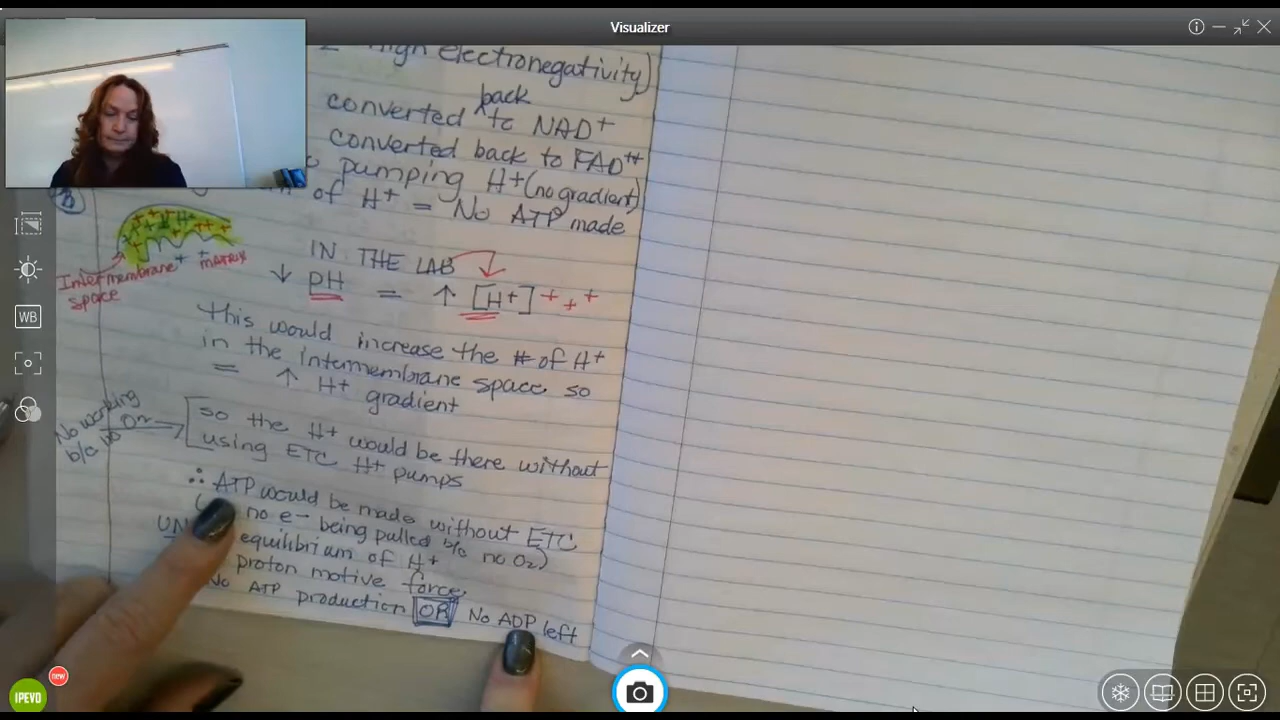 Visualizer
High electronegativity)
back
converted to NAD+
converted back to FAD++
pumping H+ (no gradient)
of H+ = No ATP made
H+
Intermembrane
space
MATRIX
IN THE LAB
↓ pH = ↑ [H+] + + +
This would increase the # of H+
in the intermembrane space so
= ↑ H+
gradient
No working
b/c no O2
so the H+ would be there without
using ETC H+ pumps
∴ ATP would be made without ETC
no e- being pulled b/c no O2)
UN
equilibrium of H+
proton motive force
No ATP production OR No ADP left
WB
new
IPEVO